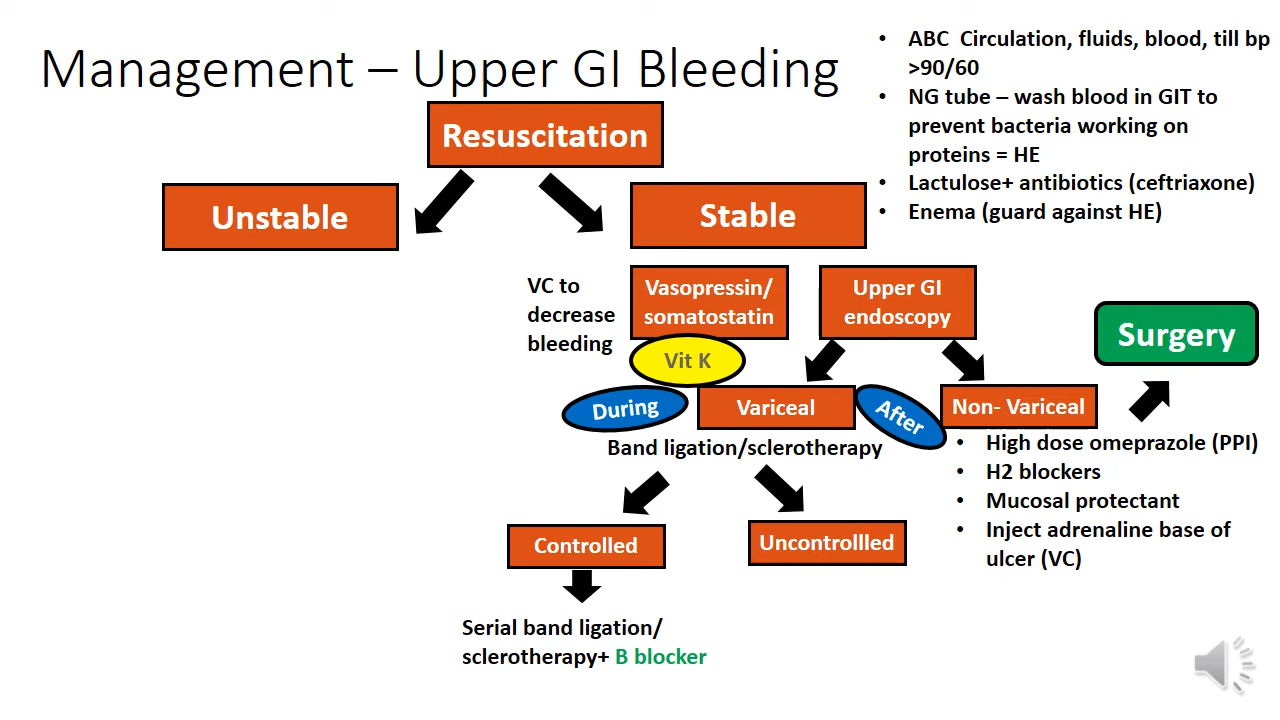 Management – Upper GI Bleeding
• ABC Circulation, fluids, blood, till bp
>90/60
• NG tube – wash blood in GIT to
prevent bacteria working on
proteins = HE
• Lactulose+ antibiotics (ceftriaxone)
• Enema (guard against HE)
Resuscitation
Unstable
Stable
VC to
decrease
bleeding
Vasopressin/
somatostatin
Upper GI
endoscopy
Surgery
Vit K
During
Variceal
After
Non- Variceal
Band ligation/sclerotherapy
• High dose omeprazole (PPI)
• H2 blockers
• Mucosal protectant
• Inject adrenaline base of
ulcer (VC)
Controlled
Uncontrollled
Serial band ligation/
sclerotherapy+ B blocker